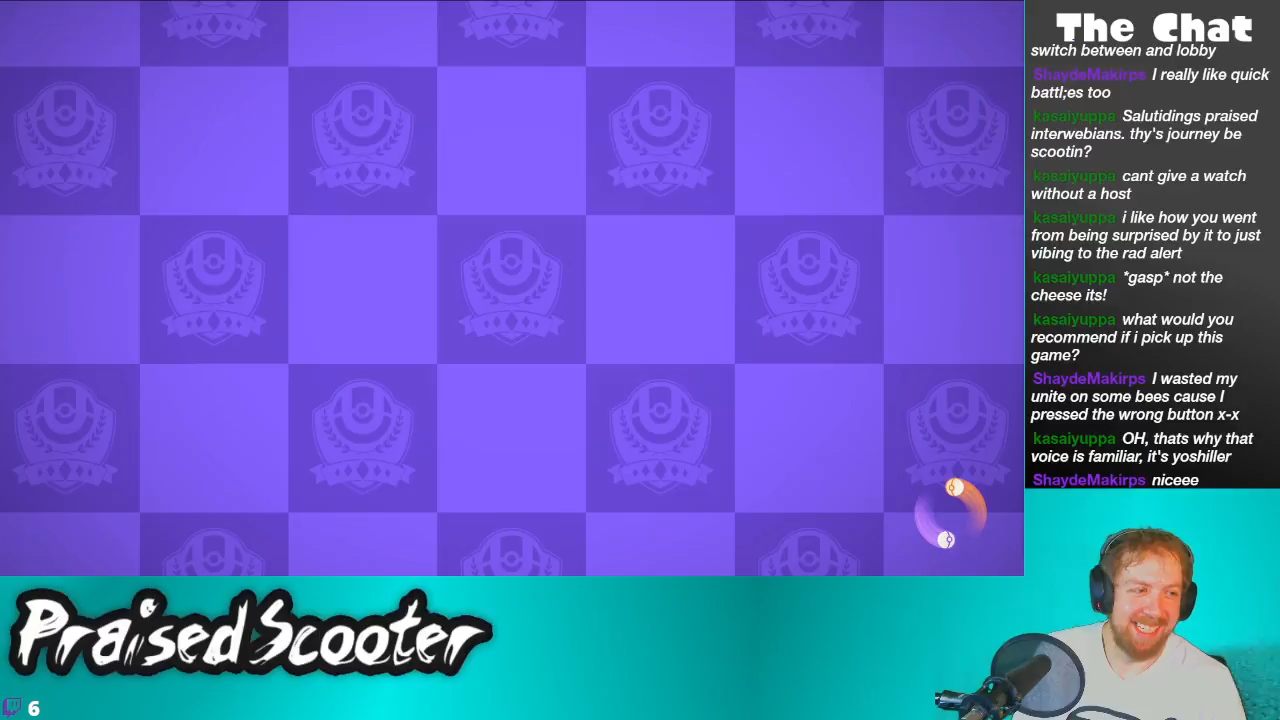 The Chat
switch between and lobby
ShaydeMakirps I really like quick
battl;es too
kasaiyuppa Salutidings praised
interwebians. thy's journey be
scootin?
kasaiyuppa cant give a watch
without a host
kasaiyuppa i like how you went
from being surprised by it to just
vibing to the rad alert
kasaiyuppa *gasp* not the
cheese its!
kasaiyuppa what would you
recommend if i pick up this
game?
ShaydeMakirps I wasted my
unite on some bees cause I
pressed the wrong button x-x
kasaiyuppa OH, thats why that
voice is familiar, it's yoshiller
ShaydeMakirps niceee
PraisedScooter
6